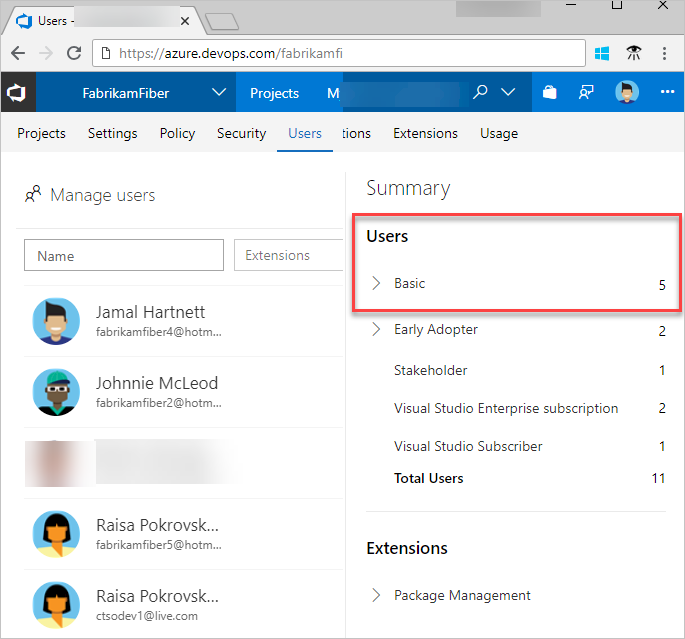 Users -
https://azure.devops.com/fabrikamfi
FabrikamFiber Projects M
Projects Settings Policy Security Users tions Extensions Usage
Manage users
Name Extensions
Jamal Hartnett
fabrikamfiber4@hotm...
Johnnie McLeod
fabrikamfiber2@hotm...
Raisa Pokrovsk...
fabrikamfiber5@hotm...
Raisa Pokrovsk...
ctsodev1@live.com
Summary
Users
Basic 5
Early Adopter 2
Stakeholder 1
Visual Studio Enterprise subscription 2
Visual Studio Subscriber 1
Total Users 11
Extensions
Package Management